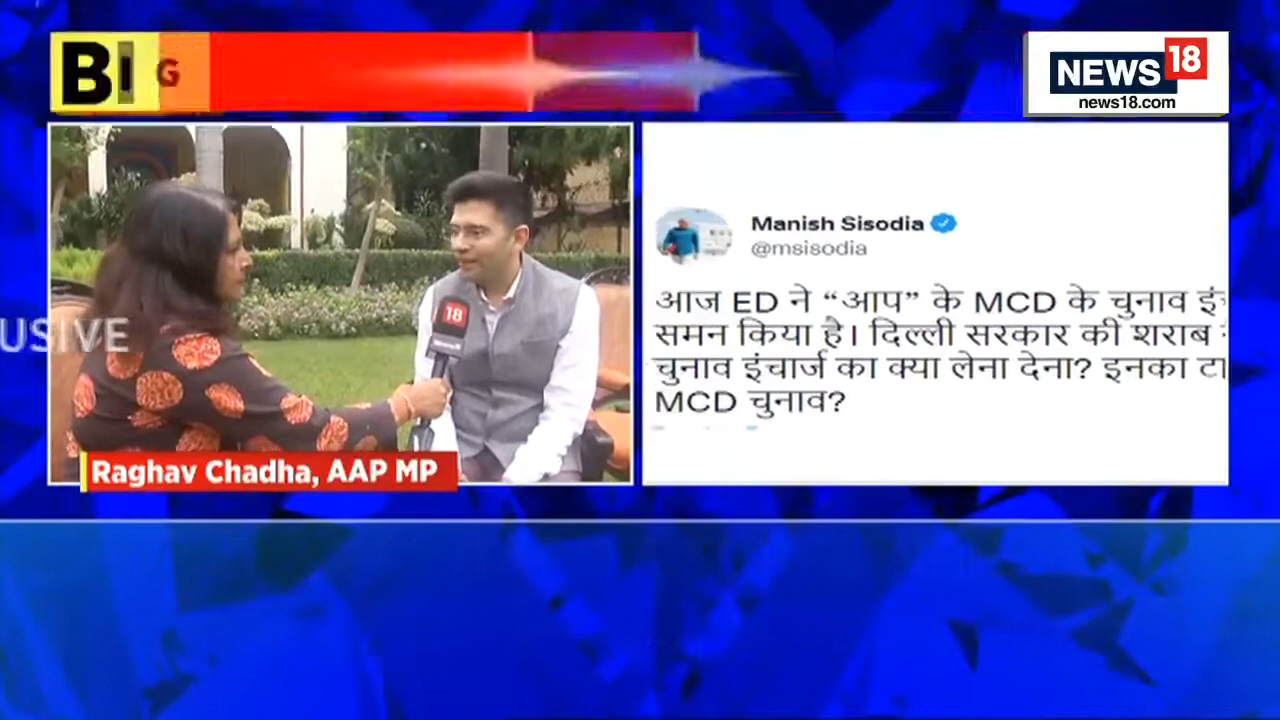 BIG
NEWS 18
news18.com
USIVE
18
Raghav Chadha, AAP MP
Manish Sisodia
@msisodia
आज ED ने “आप” के MCD के चुनाव
समन किया है। दिल्ली सरकार की शराब
चुनाव इंचार्ज का क्या लेना देना? इनका
MCD चुनाव?